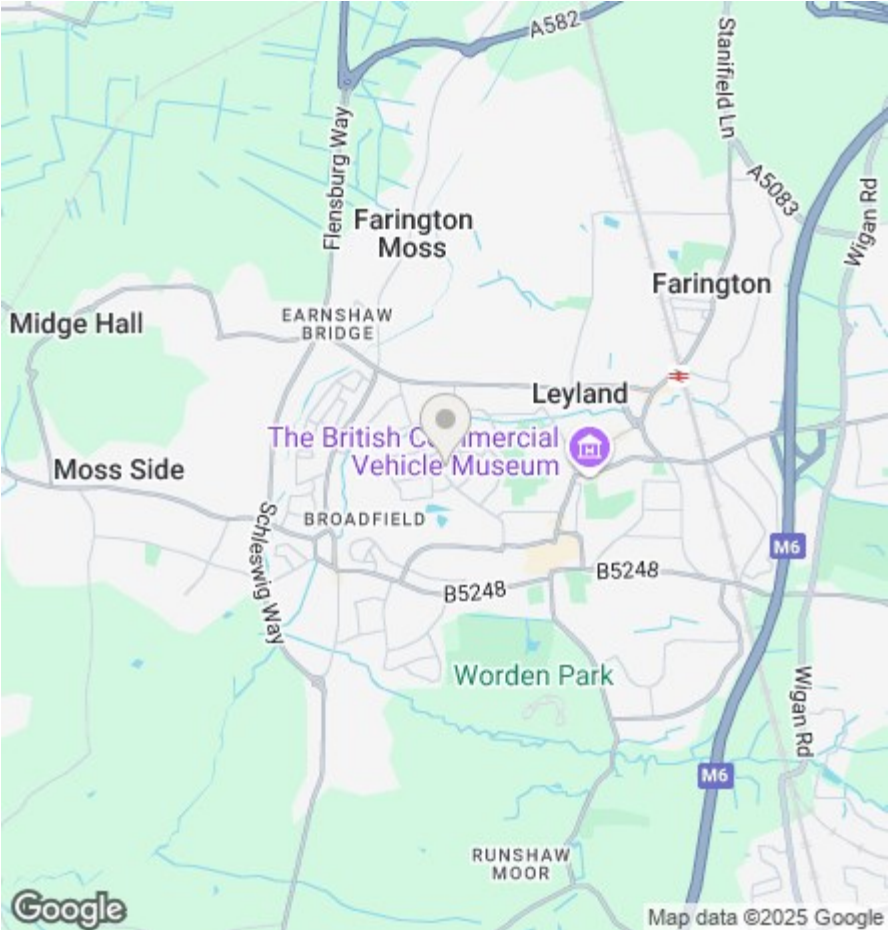 A582
Stanifield Ln
Flensburg Way
A5083
Wigan Rd
Farington
Moss
Farington
Midge Hall
EARNSHAW
BRIDGE
Leyland
The British Commercial
Vehicle Museum
Moss Side
BROADFIELD
Schleswig Way
M6
B5248
B5248
Worden Park
Wigan Rd
M6
RUNSHAW
MOOR
Google
Map data ©2025 Google